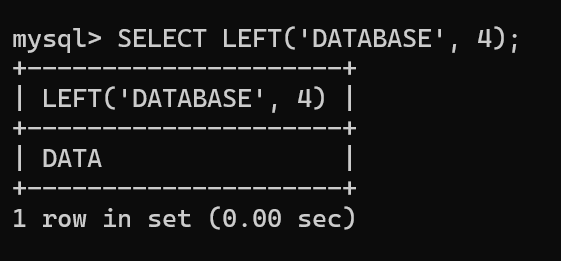 mysql> SELECT LEFT('DATABASE', 4);
+---------------------+
| LEFT('DATABASE', 4) |
+---------------------+
| DATA                |
+---------------------+
1 row in set (0.00 sec)